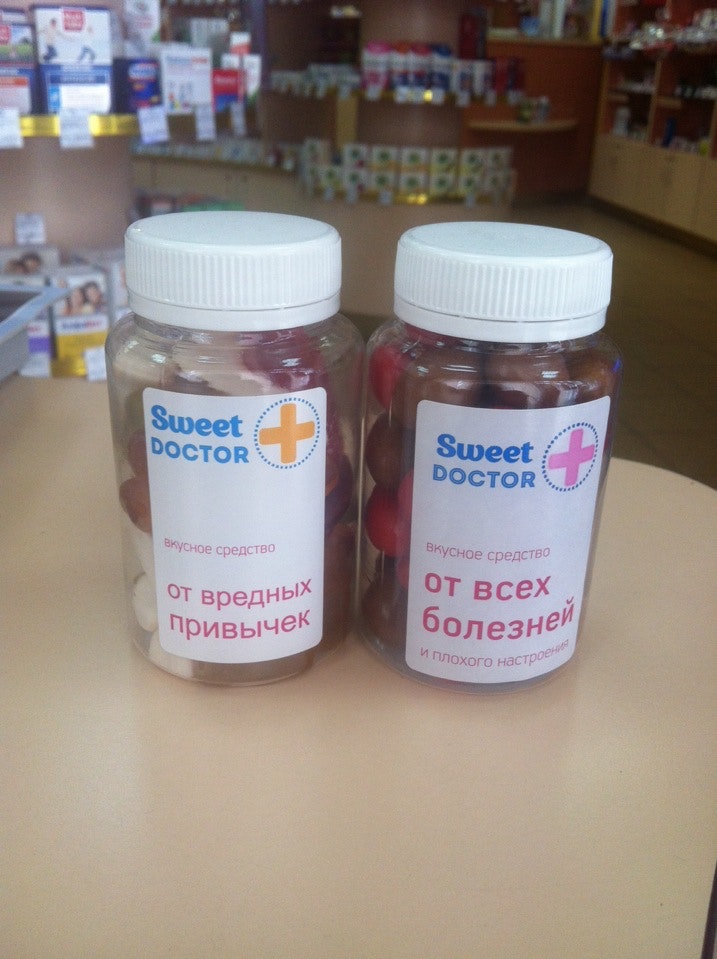 Sweet
DOCTOR
вкусное средство
от вредных
привычек
Sweet
DOCTOR
вкусное средство
от всех
болезней
и плохого настроения